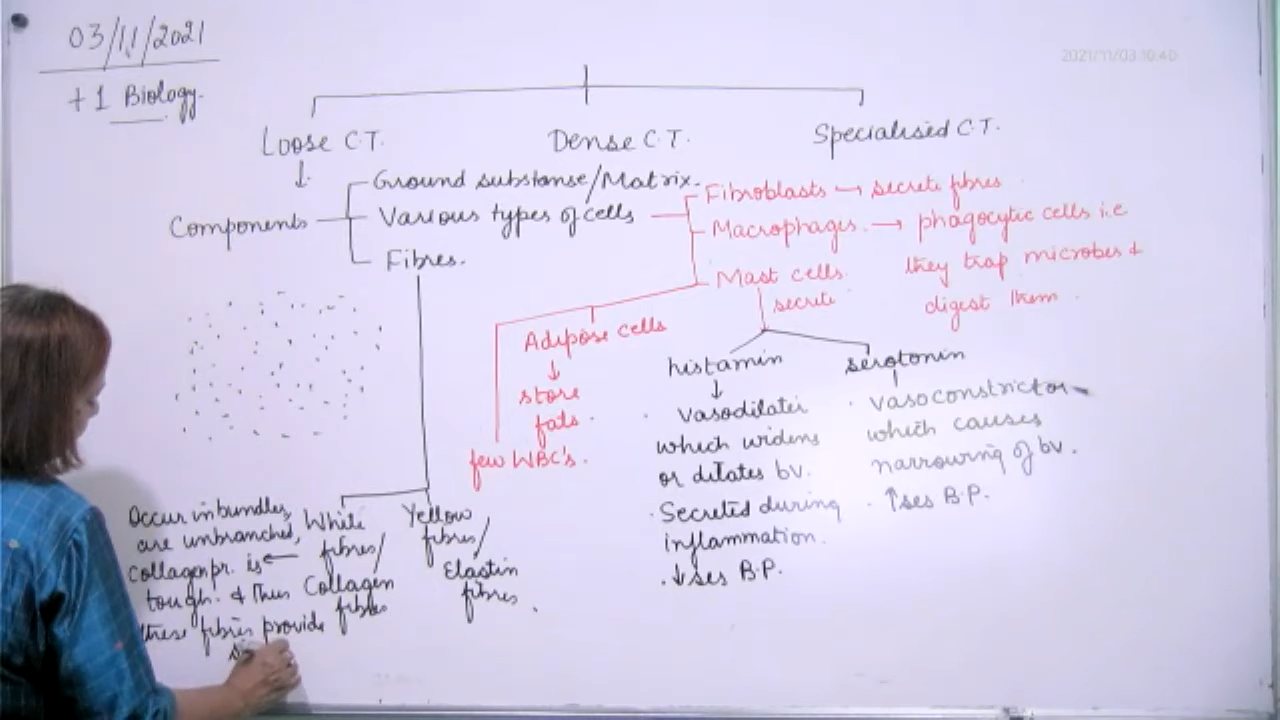 03/11/2021
+1 Biology.
2021/11/03 10:40
Loose C.T.
Dense C.T.
Specialised C.T.
Components
Ground substanse/Matrix.
Various types of cells
Fibres.
Fibroblasts → secrete fibres
Macrophages. → phagocytic cells i.e
they trap microbes &
digest them.
Mast cells.
secrete
Adipose cells
↓
store
fats.
few WBC's.
histamin
↓
Vasodilater
which widens
or dilates bv.
. Secreted during
inflammation.
. ↓ses B.P.
serotonin
. vasoconstrictor
which causes
narrowing of bv.
. ↑ses B.P.
Occur in bundles,
are unbranched,
collagen pr. is
tough. & Thus
these fibres provide
White
fibres/
Collagen
fibres
Yellow
fibres/
Elastin
fibres.